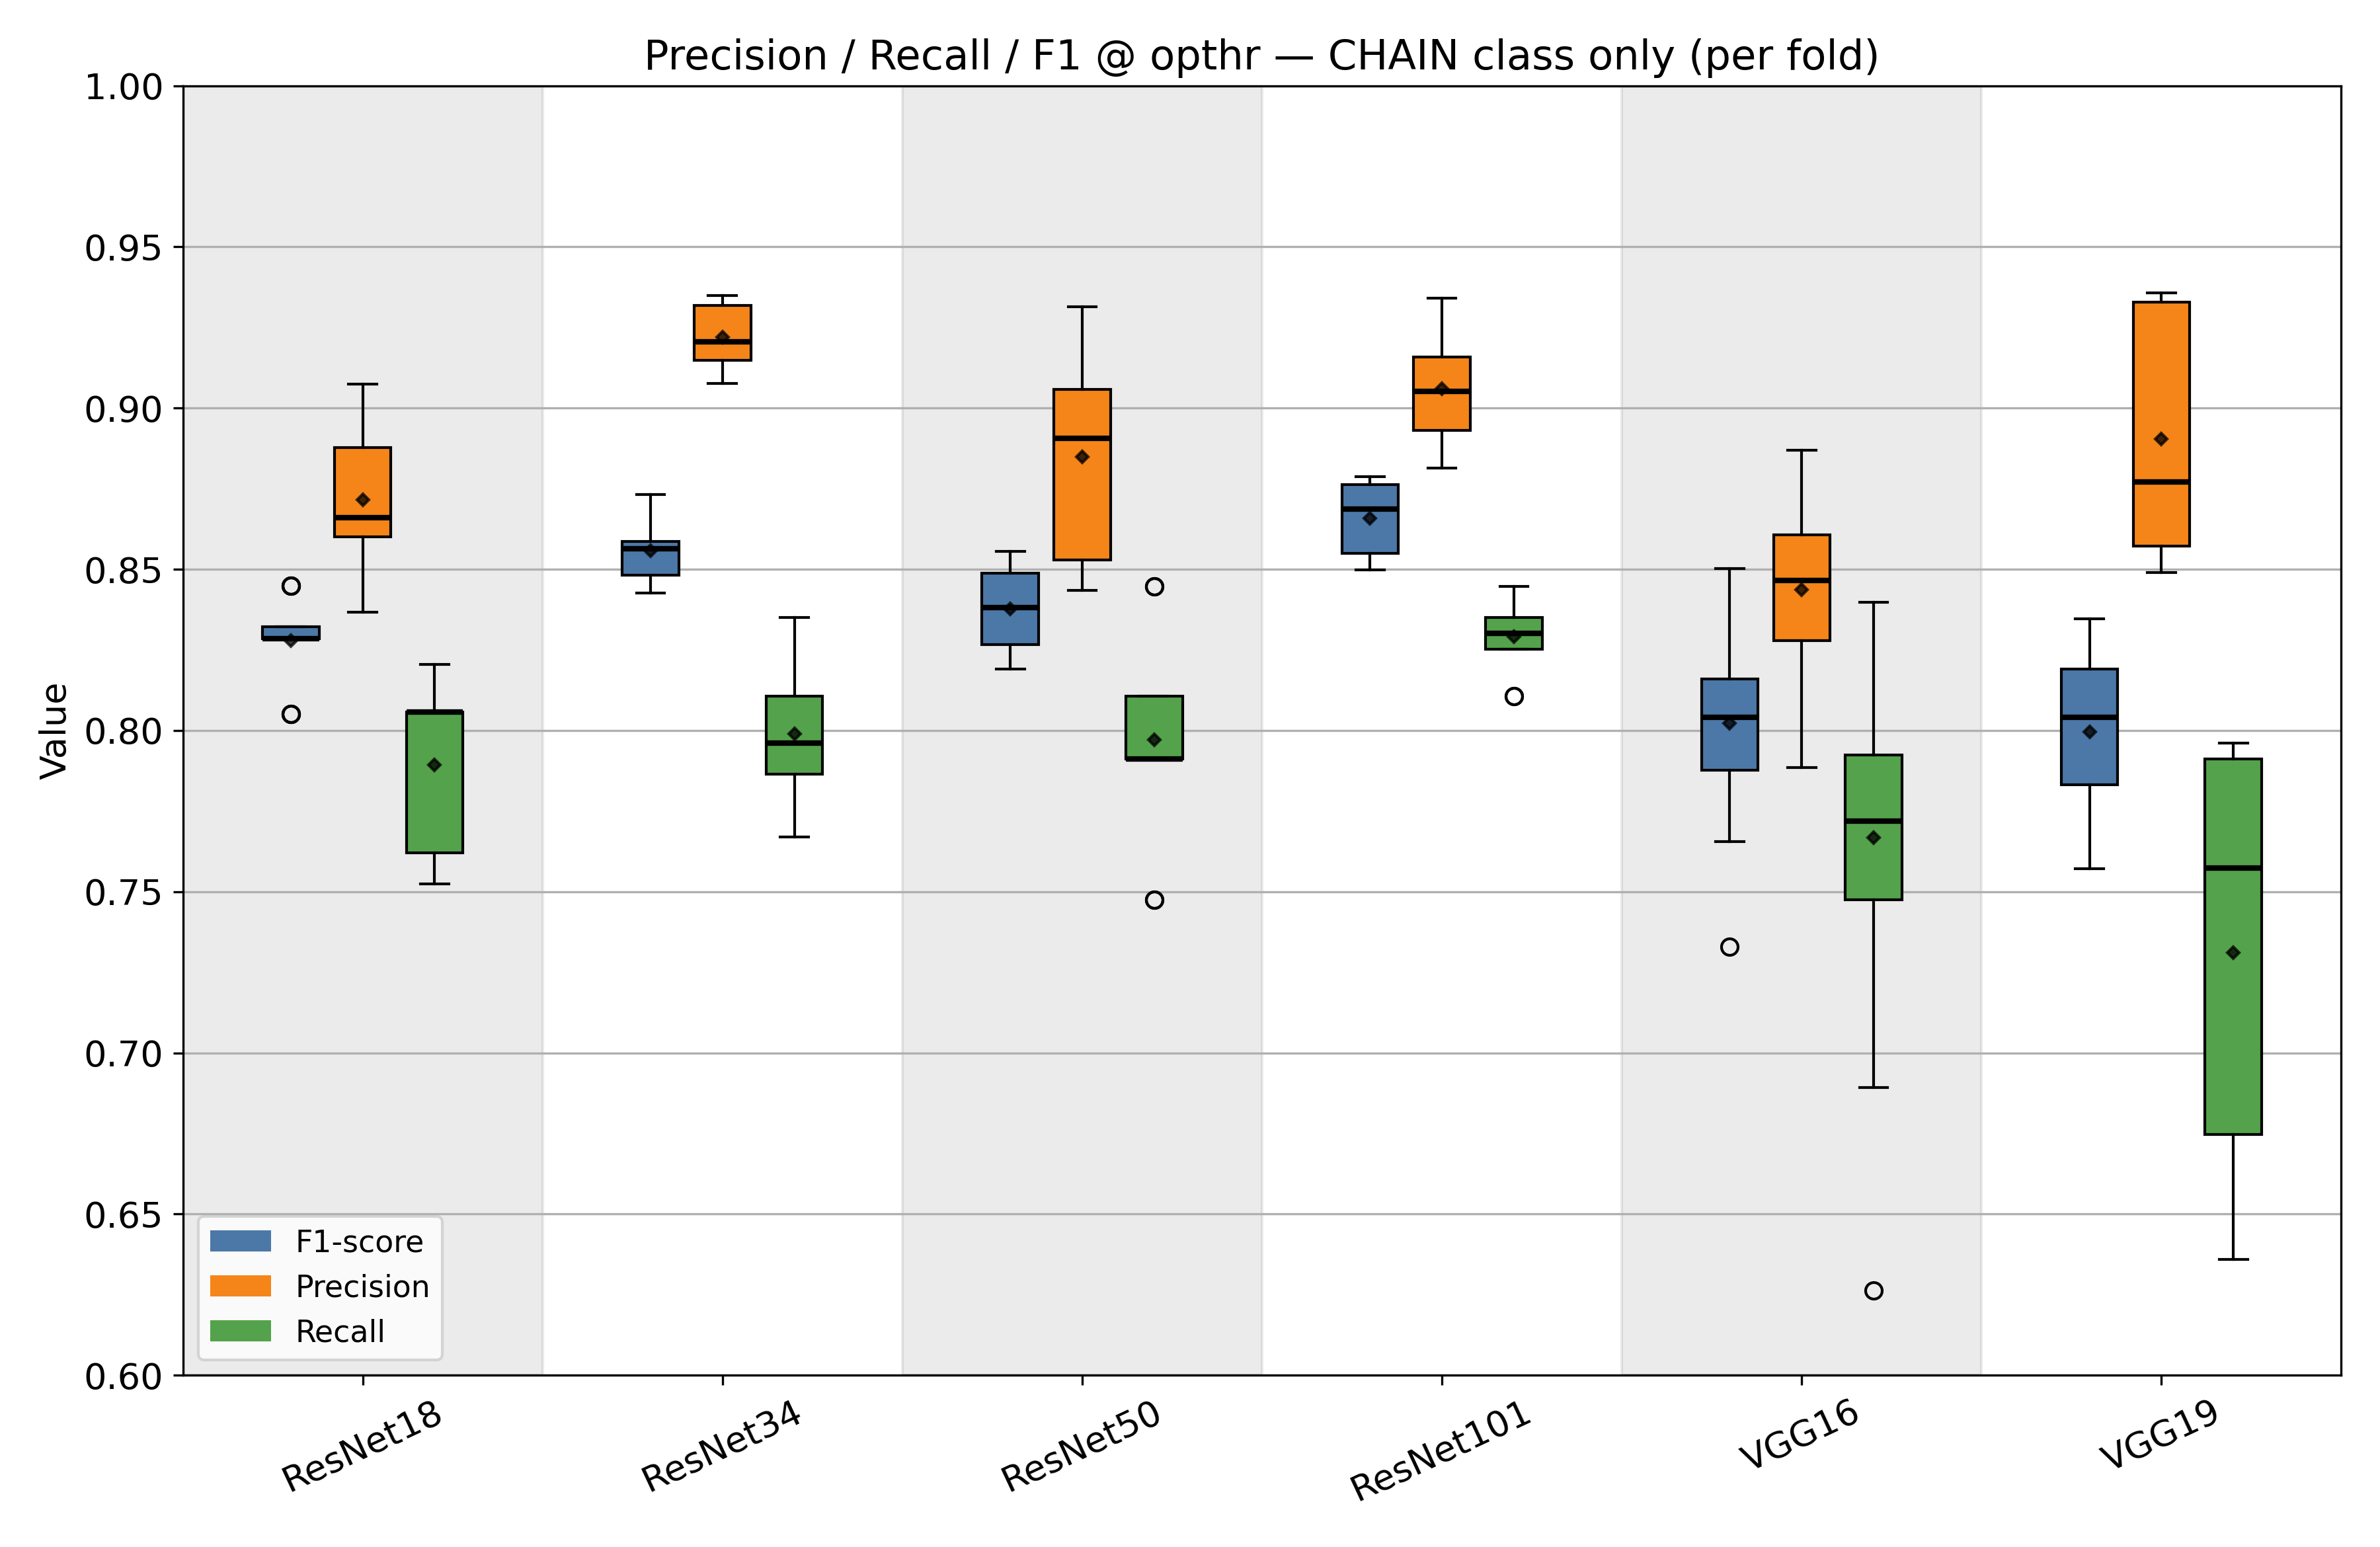 Precision / Recall / F1 @ opthr — CHAIN class only (per fold)
Value
1.00
0.95
0.90
0.85
0.80
0.75
0.70
0.65
0.60
F1-score
Precision
Recall
ResNet18
ResNet34
ResNet50
ResNet101
VGG16
VGG19